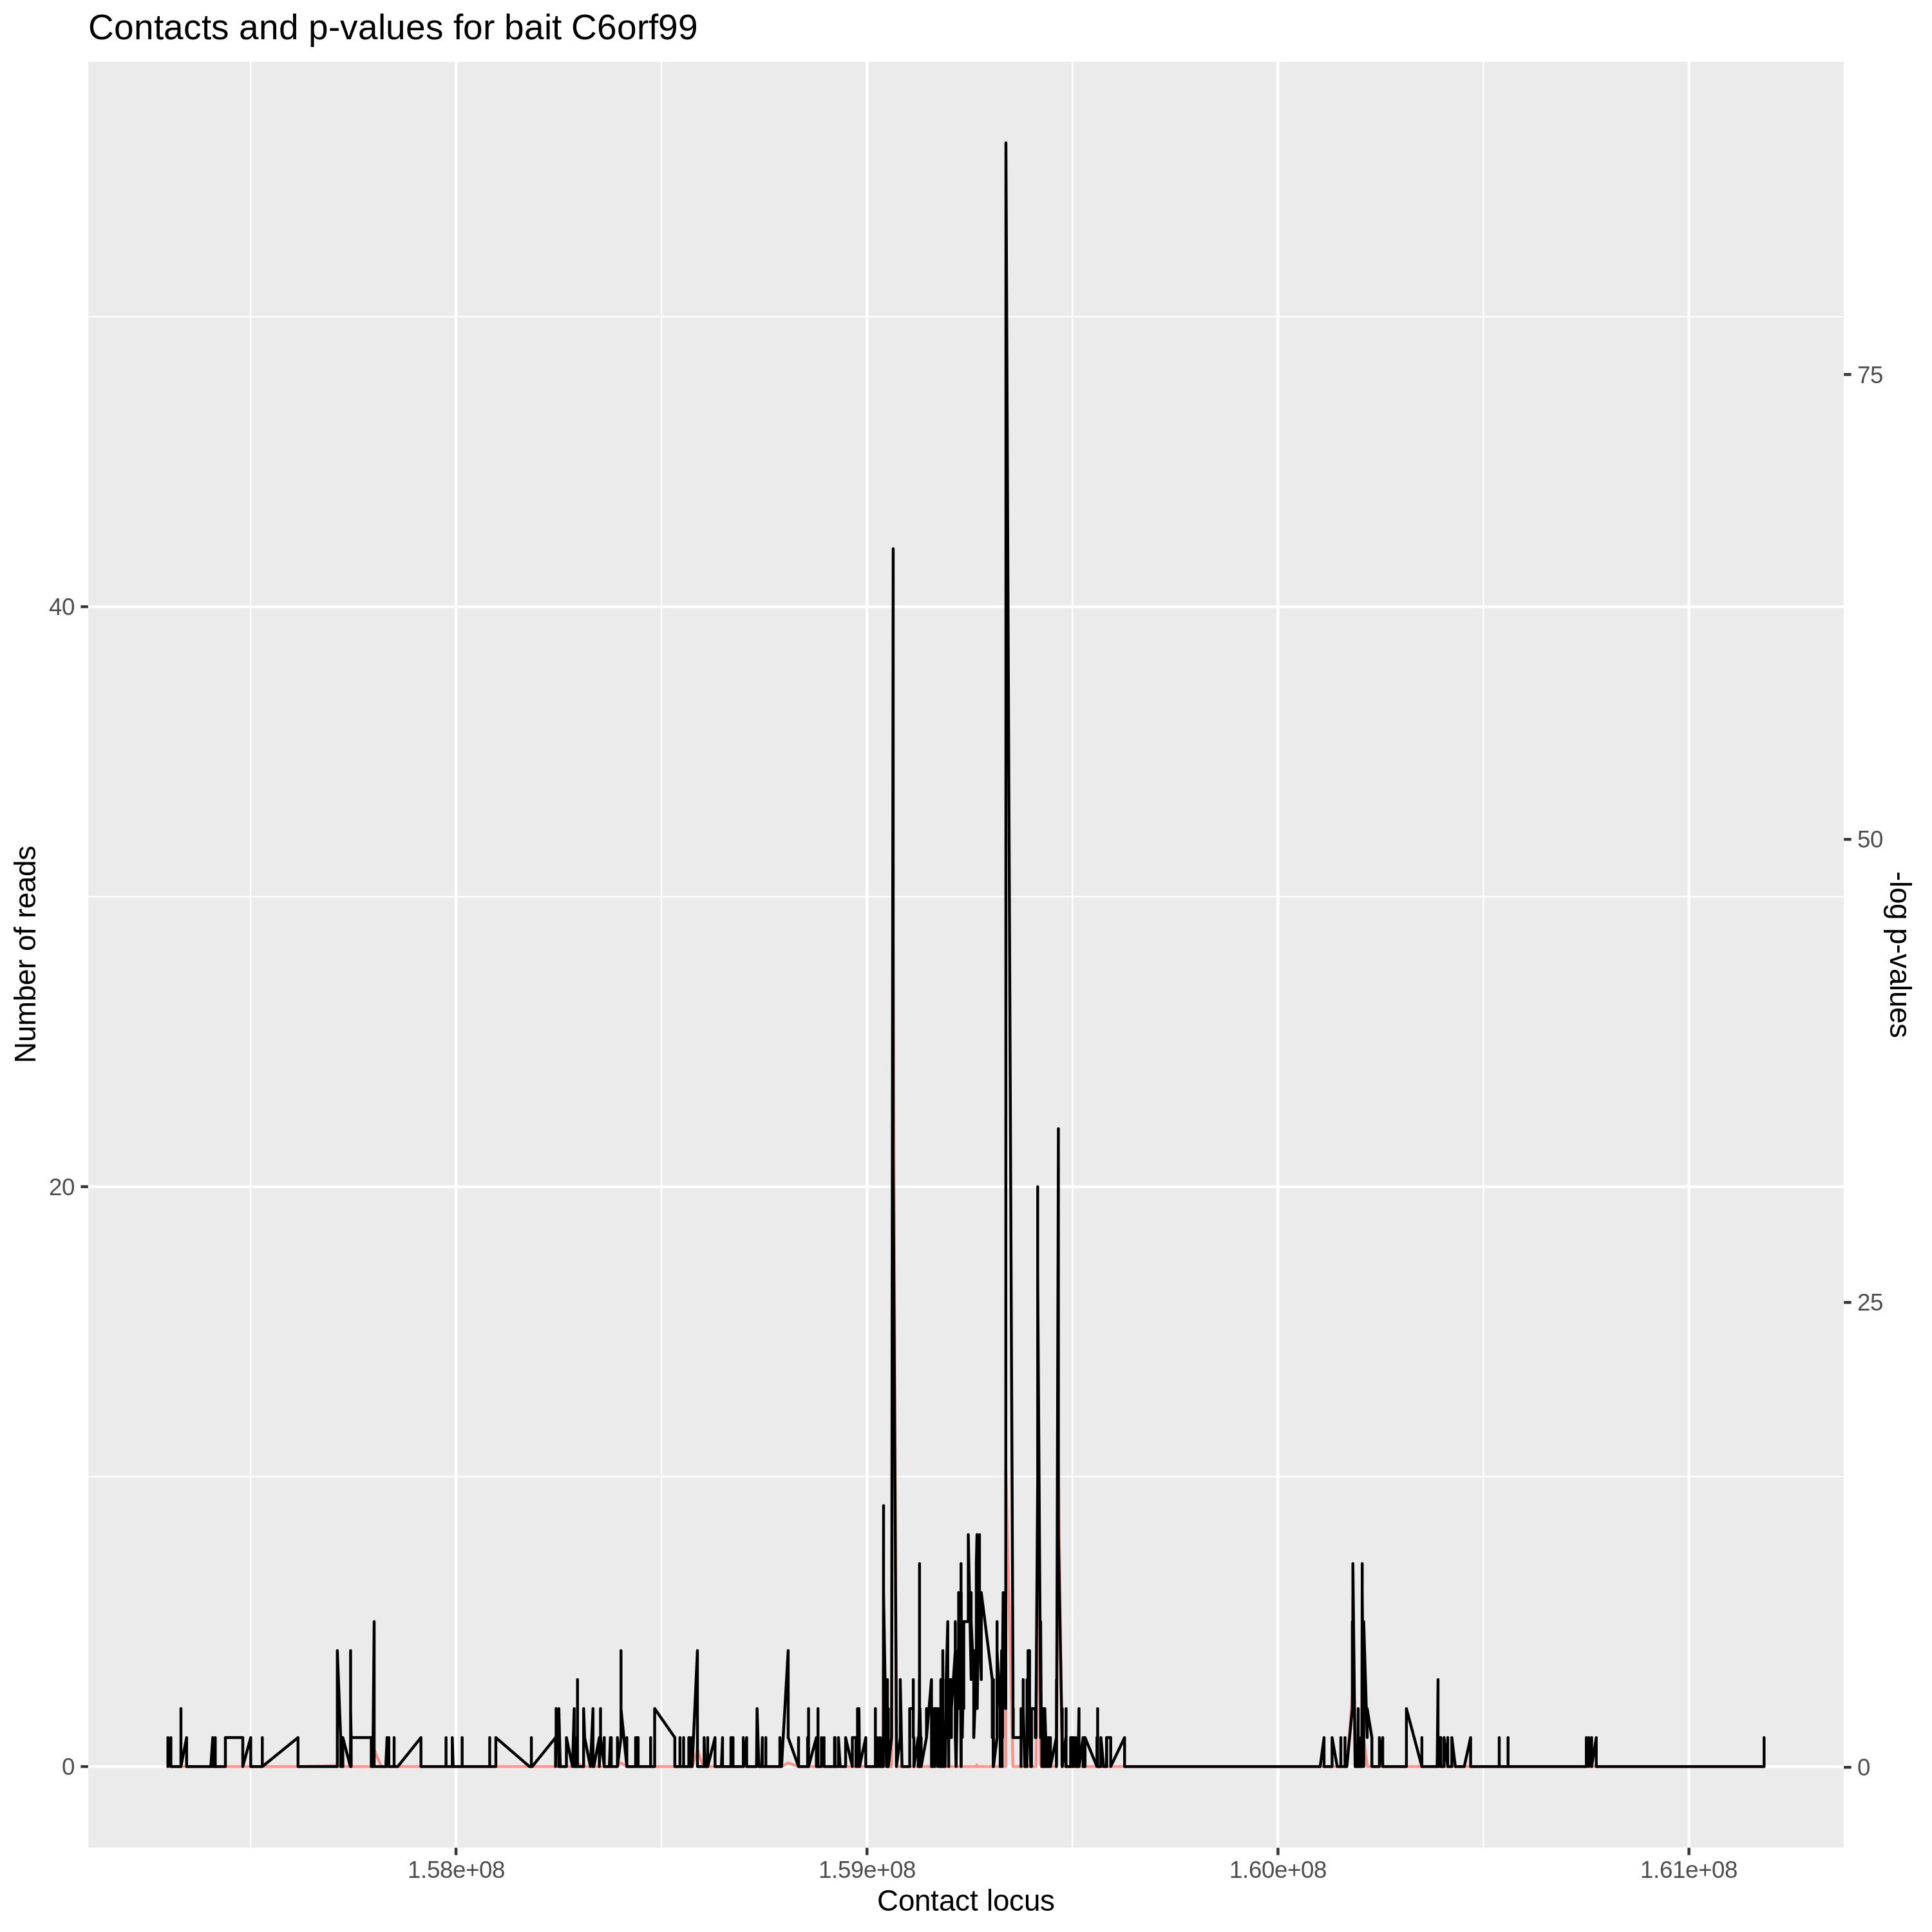 Contacts and p-values for bait C6orf99
Number of reads
40
20
0
75
50
25
0
-log p-values
1.58e+08
1.59e+08
1.60e+08
1.61e+08
Contact locus